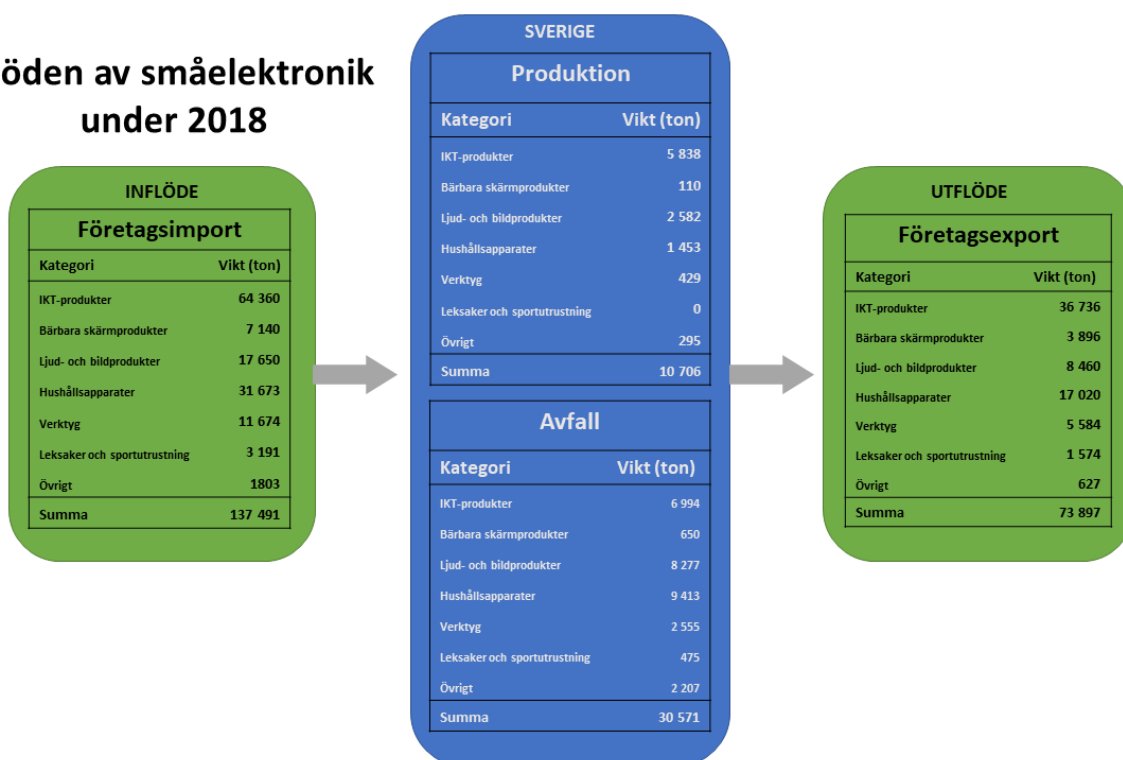 öden av småelektronik
under 2018
INFLÖDE
Företagsimport
Kategori Vikt (ton)
IKT-produkter 64 360
Bärbara skärmprodukter 7 140
Ljud- och bildprodukter 17 650
Hushållsapparater 31 673
Verktyg 11 674
Leksaker och sportutrustning 3 191
Övrigt 1803
Summa 137 491
SVERIGE
Produktion
Kategori Vikt (ton)
IKT-produkter 5 838
Bärbara skärmprodukter 110
Ljud- och bildprodukter 2 582
Hushållsapparater 1 453
Verktyg 429
Leksaker och sportutrustning 0
Övrigt 295
Summa 10 706
Avfall
Kategori Vikt (ton)
IKT-produkter 6 994
Bärbara skärmprodukter 650
Ljud- och bildprodukter 8 277
Hushållsapparater 9 413
Verktyg 2 555
Leksaker och sportutrustning 475
Övrigt 2 207
Summa 30 571
UTFLÖDE
Företagsexport
Kategori Vikt (ton)
IKT-produkter 36 736
Bärbara skärmprodukter 3 896
Ljud- och bildprodukter 8 460
Hushållsapparater 17 020
Verktyg 5 584
Leksaker och sportutrustning 1 574
Övrigt 627
Summa 73 897